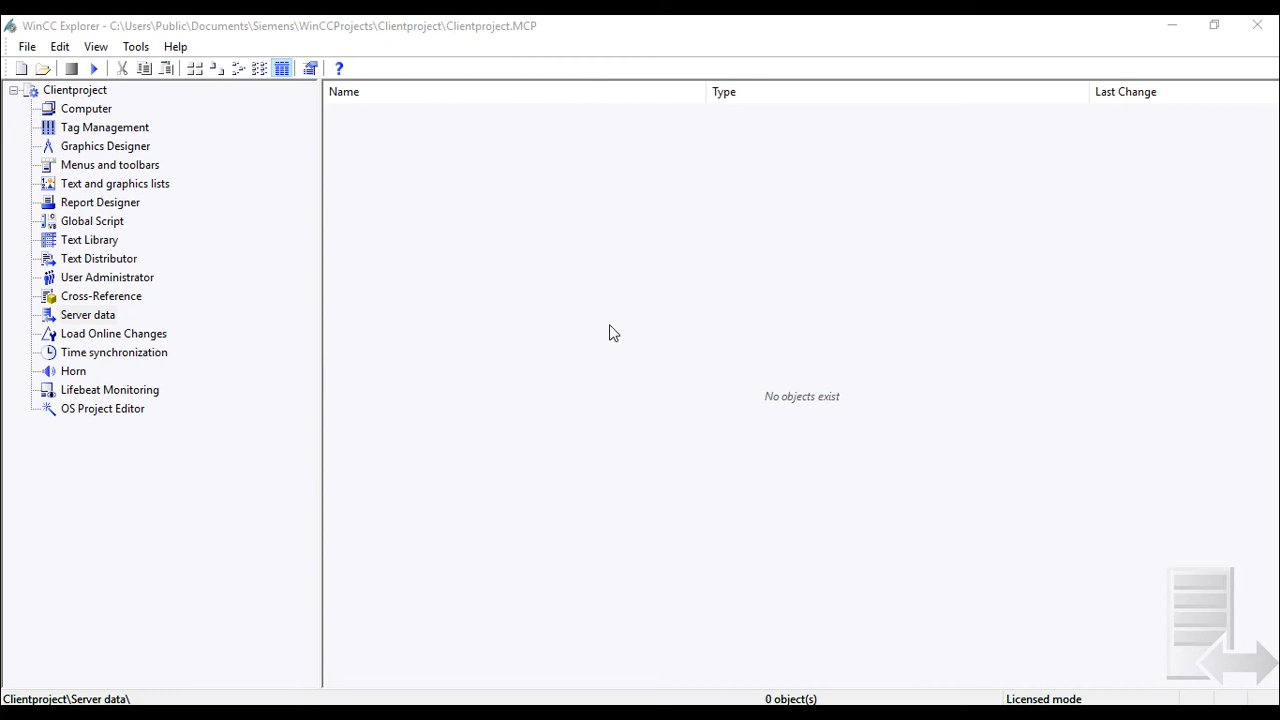 WinCC Explorer - C:\Users\Public\Documents\Siemens\WinCCProjects\Clientproject\Clientproject.MCP
File Edit View Tools Help
Clientproject
Name Type Last Change
Computer
Tag Management
Graphics Designer
Menus and toolbars
Text and graphics lists
Report Designer
Global Script
Text Library
Text Distributor
User Administrator
Cross-Reference
Server data
Load Online Changes
Time synchronization
Horn
Lifebeat Monitoring
OS Project Editor
No objects exist
Clientproject\Server data\ 0 object(s) Licensed mode